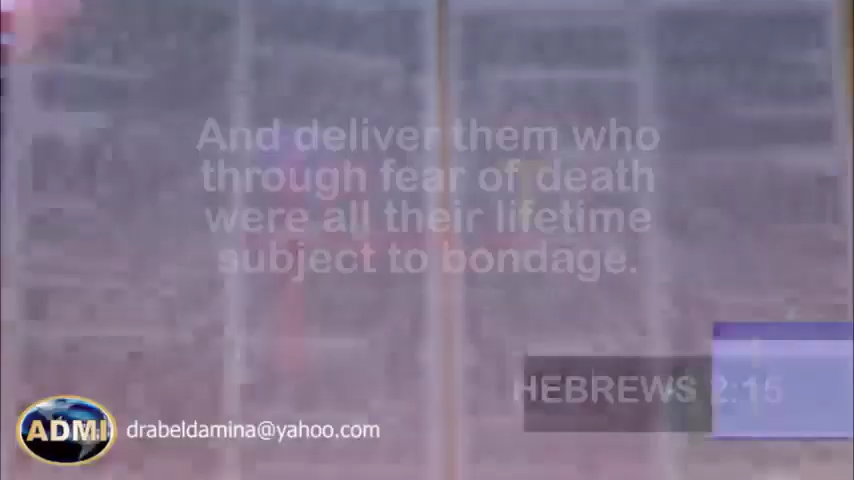 And deliver them who
through fear of death
were all their lifetime
subject to bondage.
HEBREWS 2:15
ADMI drabeldamina@yahoo.com